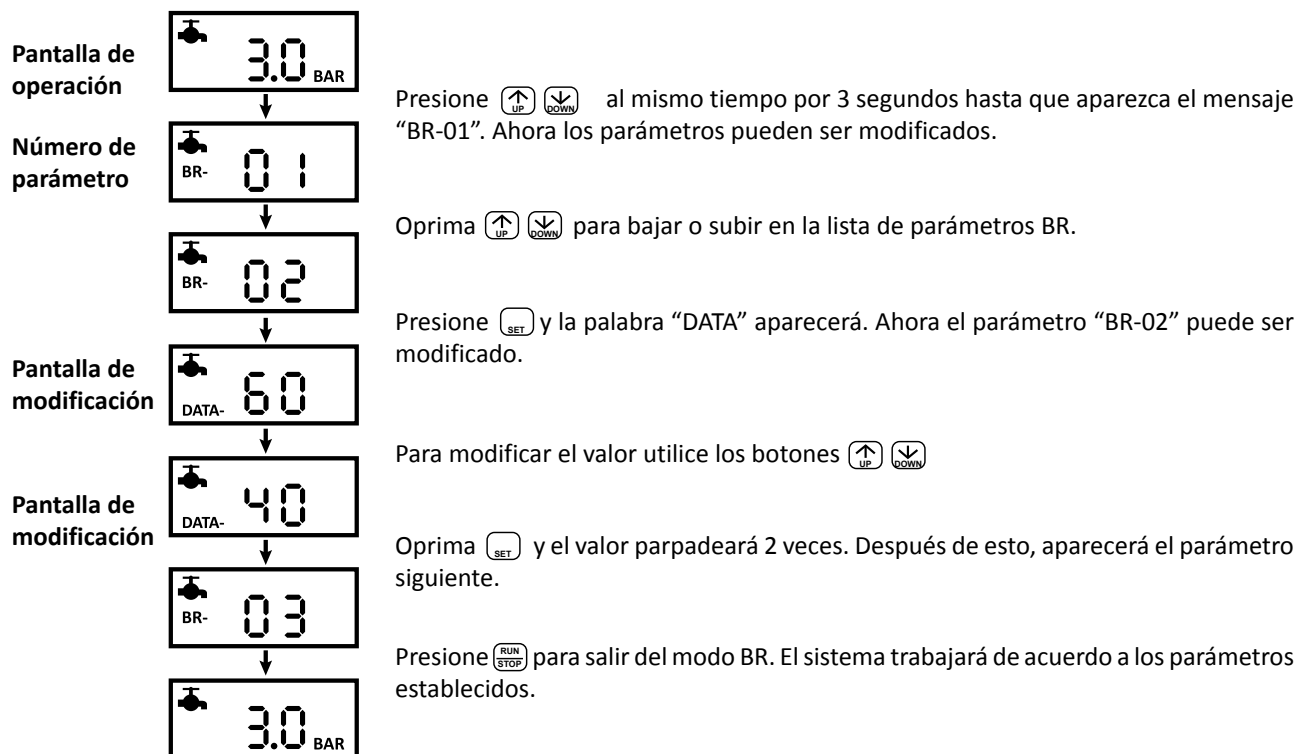 Pantalla de
operación
3.0 BAR
Presione UP DOWN al mismo tiempo por 3 segundos hasta que aparezca el mensaje
“BR-01”. Ahora los parámetros pueden ser modificados.
Número de
parámetro
BR- 01
Oprima UP DOWN para bajar o subir en la lista de parámetros BR.
BR- 02
Presione SET y la palabra “DATA” aparecerá. Ahora el parámetro “BR-02” puede ser
modificado.
Pantalla de
modificación
DATA- 60
Para modificar el valor utilice los botones UP DOWN
Pantalla de
modificación
DATA- 40
Oprima SET y el valor parpadeará 2 veces. Después de esto, aparecerá el parámetro
siguiente.
BR- 03
Presione RUN STOP para salir del modo BR. El sistema trabajará de acuerdo a los parámetros
establecidos.
3.0 BAR